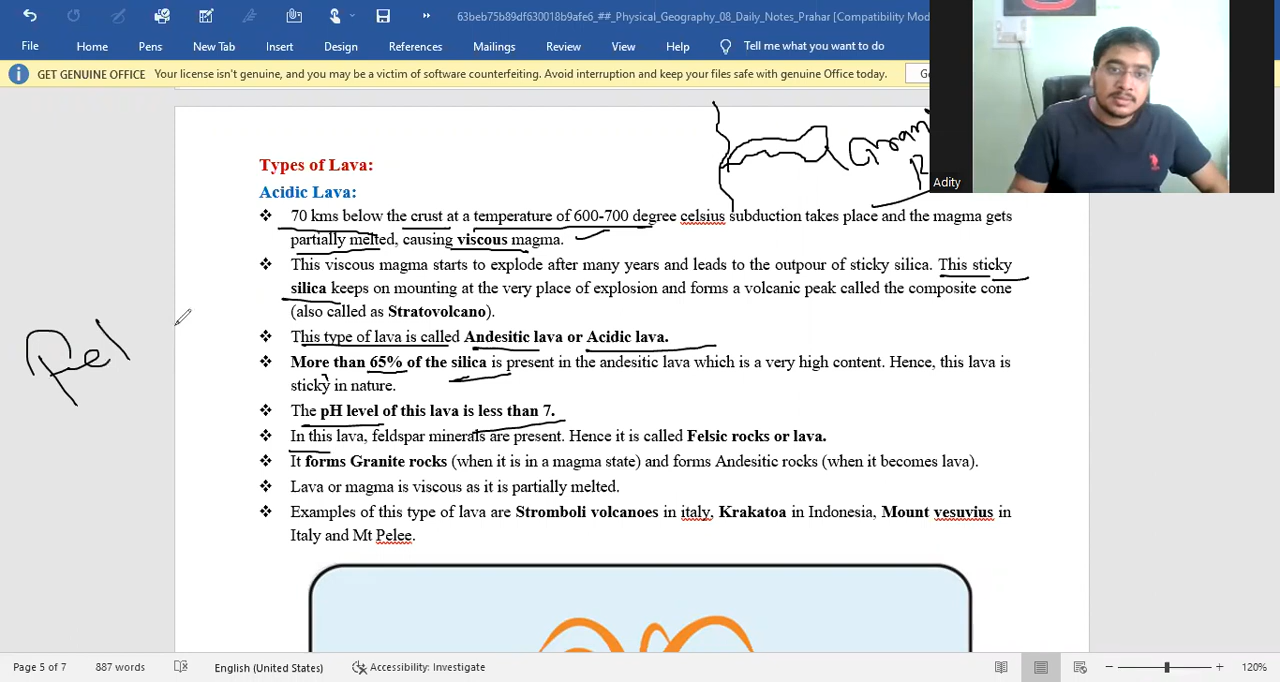 63beb75b89df630018b9afe6_##_Physical_Geography_08_Daily_Notes_Prahar [Compatibility Mod
File Home Pens New Tab Insert Draw Design References Mailings Review View Help Tell me what you want to do
GET GENUINE OFFICE Your license isn't genuine, and you may be a victim of software counterfeiting. Avoid interruption and keep your files safe with genuine Office today. Ge
Adity
Types of Lava:
Acidic Lava:
❖ 70 kms below the crust at a temperature of 600-700 degree celsius subduction takes place and the magma gets
partially melted, causing viscous magma.
❖ This viscous magma starts to explode after many years and leads to the outpour of sticky silica. This sticky
silica keeps on mounting at the very place of explosion and forms a volcanic peak called the composite cone
(also called as Stratovolcano).
❖ This type of lava is called Andesitic lava or Acidic lava.
❖ More than 65% of the silica is present in the andesitic lava which is a very high content. Hence, this lava is
sticky in nature.
❖ The pH level of this lava is less than 7.
❖ In this lava, feldspar minerals are present. Hence it is called Felsic rocks or lava.
❖ It forms Granite rocks (when it is in a magma state) and forms Andesitic rocks (when it becomes lava).
❖ Lava or magma is viscous as it is partially melted.
❖ Examples of this type of lava are Stromboli volcanoes in italy, Krakatoa in Indonesia, Mount vesuvius in
Italy and Mt Pelee.
Pel
Page 5 of 7 887 words English (United States) Accessibility: Investigate 120%